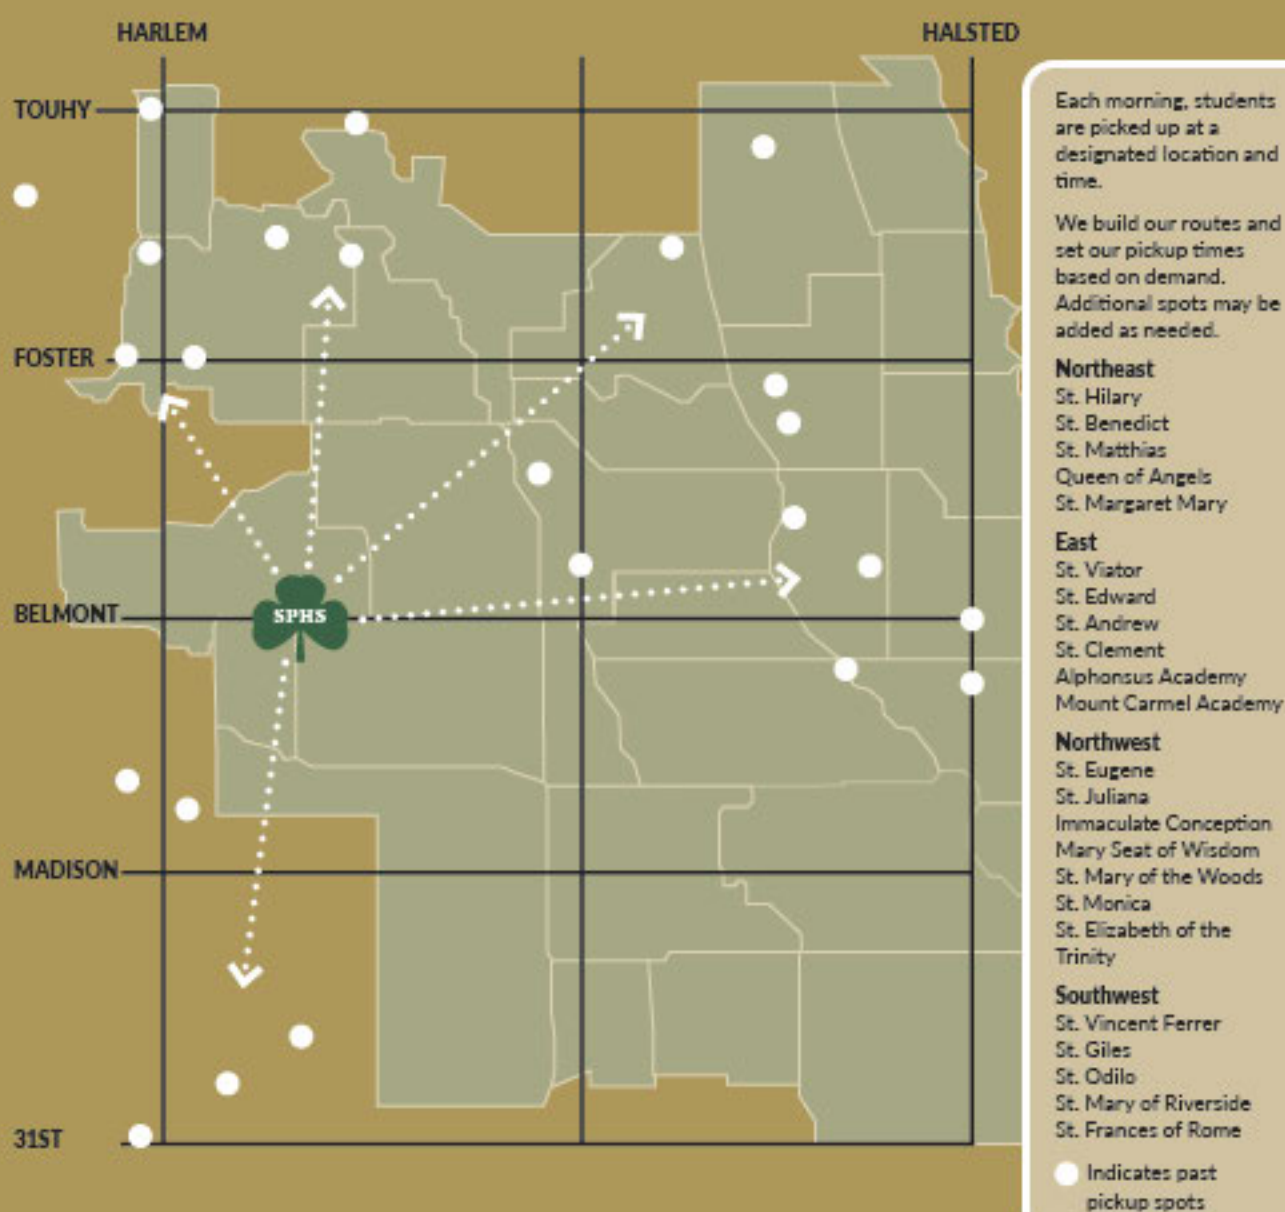 HARLEM
HALSTED
TOUHY
FOSTER
BELMONT
SPHS
MADISON
31ST
Each morning, students
are picked up at a
designated location and
time.
We build our routes and
set our pickup times
based on demand.
Additional spots may be
added as needed.
Northeast
St. Hilary
St. Benedict
St. Matthias
Queen of Angels
St. Margaret Mary
East
St. Viator
St. Edward
St. Andrew
St. Clement
Alphonsus Academy
Mount Carmel Academy
Northwest
St. Eugene
St. Juliana
Immaculate Conception
Mary Seat of Wisdom
St. Mary of the Woods
St. Monica
St. Elizabeth of the
Trinity
Southwest
St. Vincent Ferrer
St. Giles
St. Odilo
St. Mary of Riverside
St. Frances of Rome
Indicates past
pickup spots